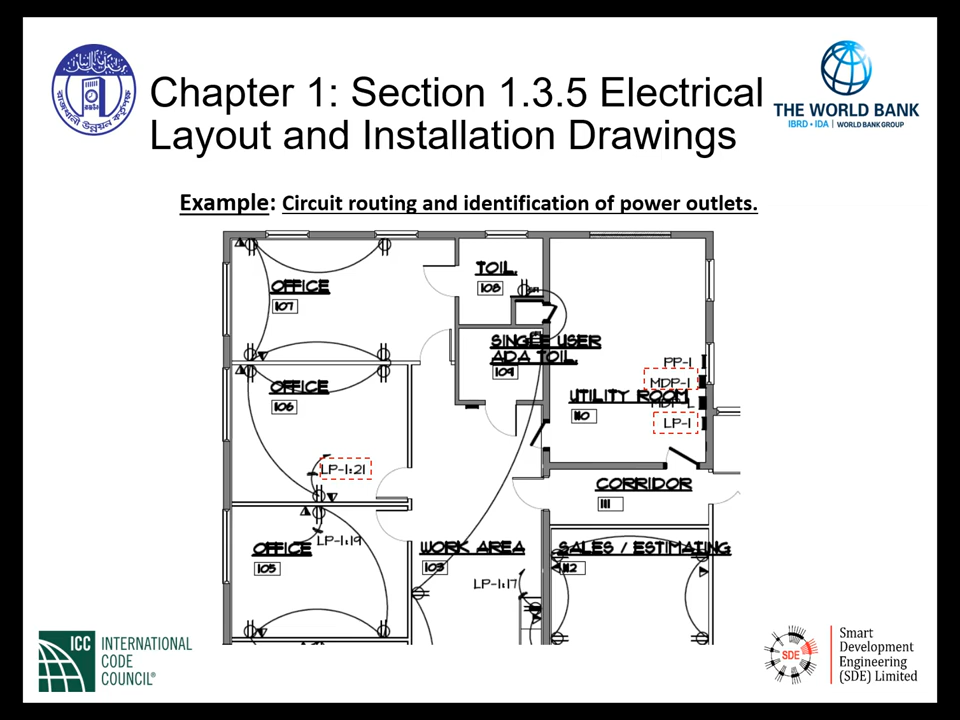 Chapter 1: Section 1.3.5 Electrical
Layout and Installation Drawings
THE WORLD BANK
IBRD • IDA | WORLD BANK GROUP
Example: Circuit routing and identification of power outlets.
OFFICE
107
TOIL.
108
SINGLE USER
ADA TOIL.
109
PP-1
MDP-1
UTILITY ROOM
MDP-L
110
LP-1
OFFICE
106
LP-1:21
CORRIDOR
111
LP-1:19
OFFICE
105
WORK AREA
103
SALES / ESTIMATING
112
LP-1:17
ICC INTERNATIONAL
CODE
COUNCIL®
SDE
Smart
Development
Engineering
(SDE) Limited